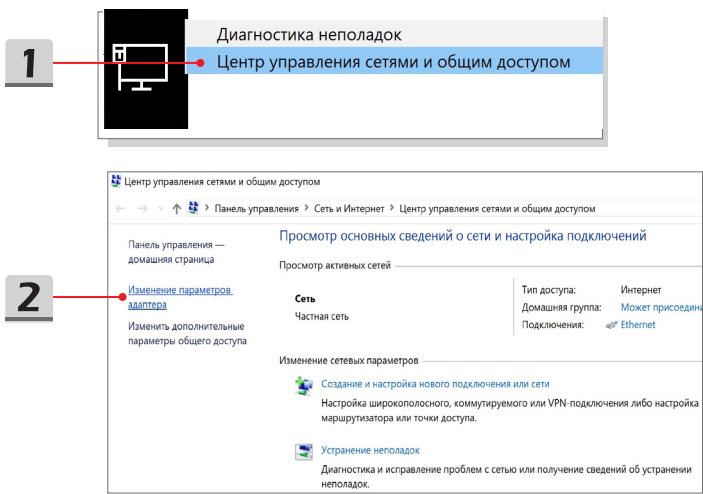 Диагностика неполадок
1
Центр управления сетями и общим доступом
Центр управления сетями и общим доступом
Панель управления > Сеть и Интернет > Центр управления сетями и общим доступом
Панель управления —
домашняя страница
2
Изменение параметров
адаптера
Изменить дополнительные
параметры общего доступа
Просмотр основных сведений о сети и настройка подключений
Просмотр активных сетей
Сеть
Частная сеть
Тип доступа: Интернет
Домашняя группа: Может присоедини
Подключения: Ethernet
Изменение сетевых параметров
Создание и настройка нового подключения или сети
Настройка широкополосного, коммутируемого или VPN-подключения либо настройка
маршрутизатора или точки доступа.
Устранение неполадок
Диагностика и исправление проблем с сетью или получение сведений об устранении
неполадок.